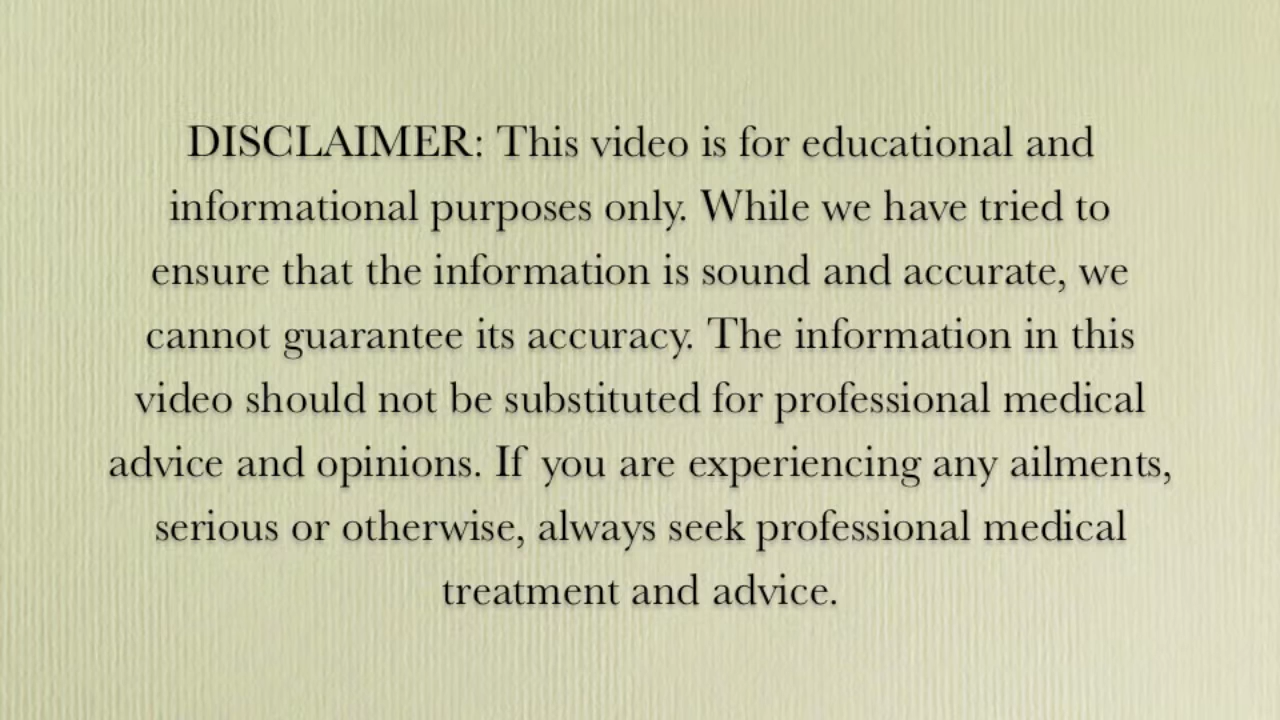 DISCLAIMER: This video is for educational and
informational purposes only. While we have tried to
ensure that the information is sound and accurate, we
cannot guarantee its accuracy. The information in this
video should not be substituted for professional medical
advice and opinions. If you are experiencing any ailments,
serious or otherwise, always seek professional medical
treatment and advice.